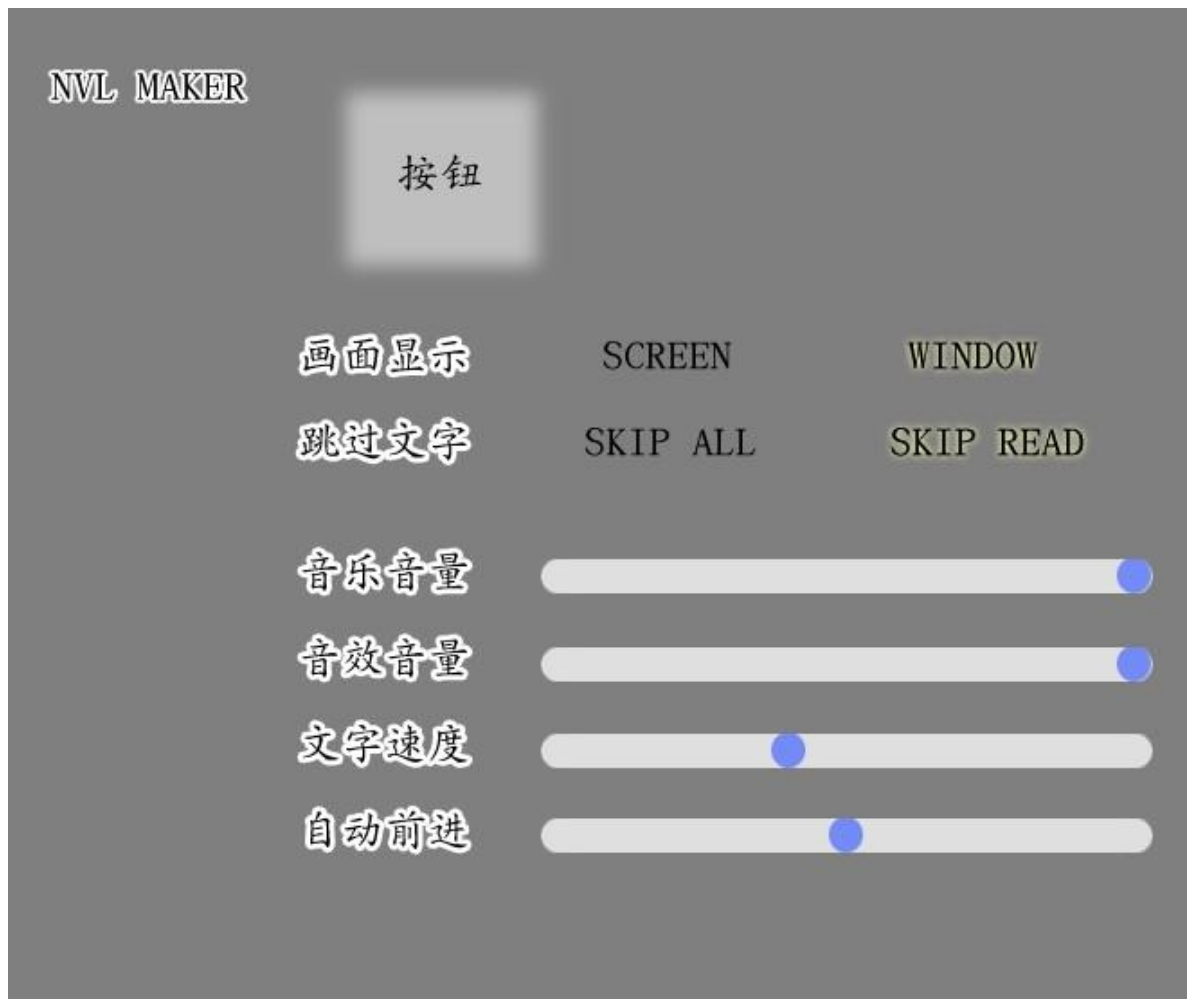 NVL MAKER
按钮
画面显示 SCREEN WINDOW
跳过文字 SKIP ALL SKIP READ
音乐音量
音效音量
文字速度
自动前进